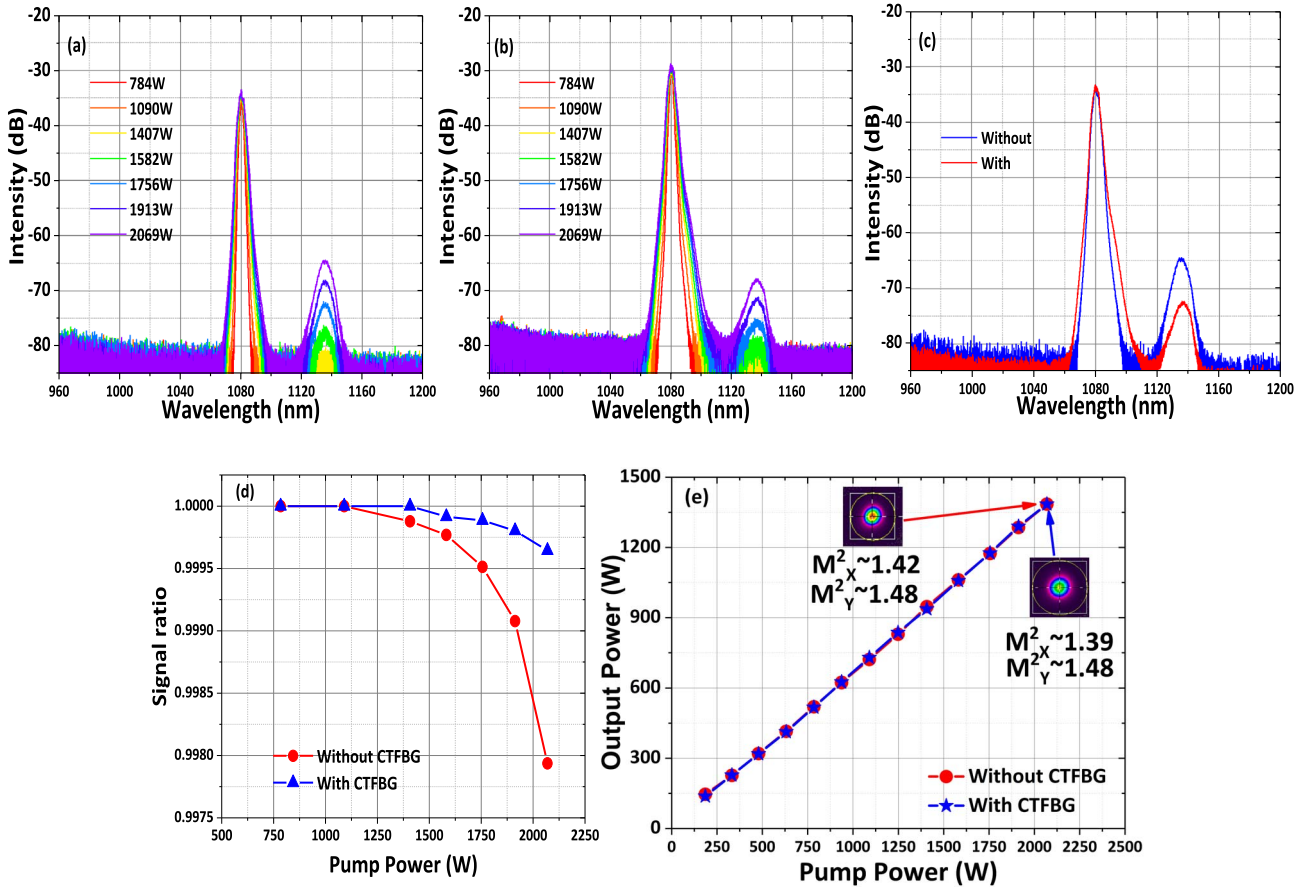 (a)
Intensity (dB)
-20
-30
-40
-50
-60
-70
-80
784W
1090W
1407W
1582W
1756W
1913W
2069W
960 1000 1040 1080 1120 1160 1200
Wavelength (nm)
(b)
Intensity (dB)
-20
-30
-40
-50
-60
-70
-80
784W
1090W
1407W
1582W
1756W
1913W
2069W
960 1000 1040 1080 1120 1160 1200
Wavelength (nm)
(c)
Intensity (dB)
-20
-30
-40
-50
-60
-70
-80
Without
With
960 1000 1040 1080 1120 1160 1200
Wavelength (nm)
(d)
Signal ratio
1.0000
0.9995
0.9990
0.9985
0.9980
0.9975
Without CTFBG
With CTFBG
500 750 1000 1250 1500 1750 2000 2250
Pump Power (W)
(e)
Output Power (W)
1500
1200
900
600
300
0
M²X~1.42
M²Y~1.48
M²X~1.39
M²Y~1.48
Without CTFBG
With CTFBG
0 250 500 750 1000 1250 1500 1750 2000 2250 2500
Pump Power (W)